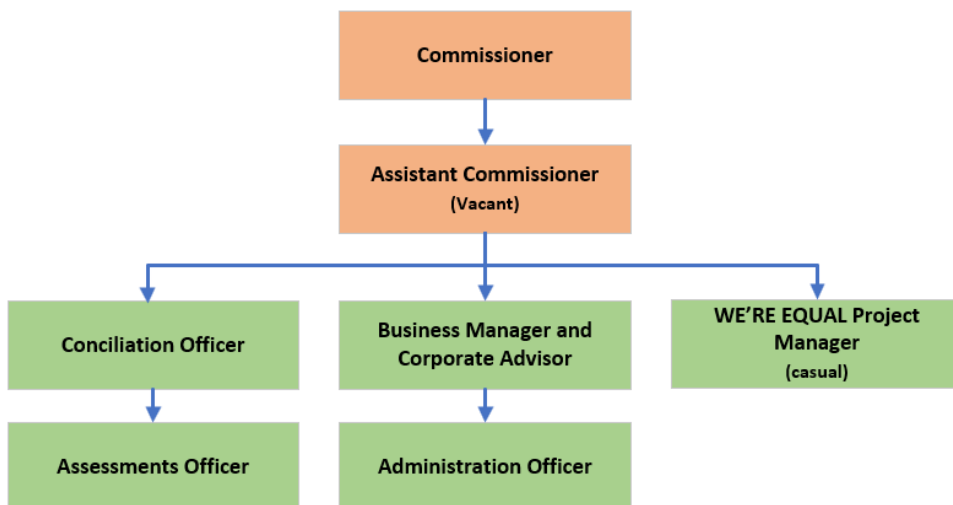 Commissioner
Assistant Commissioner
(Vacant)
Conciliation Officer
Business Manager and
Corporate Advisor
WE’RE EQUAL Project
Manager
(casual)
Assessments Officer
Administration Officer